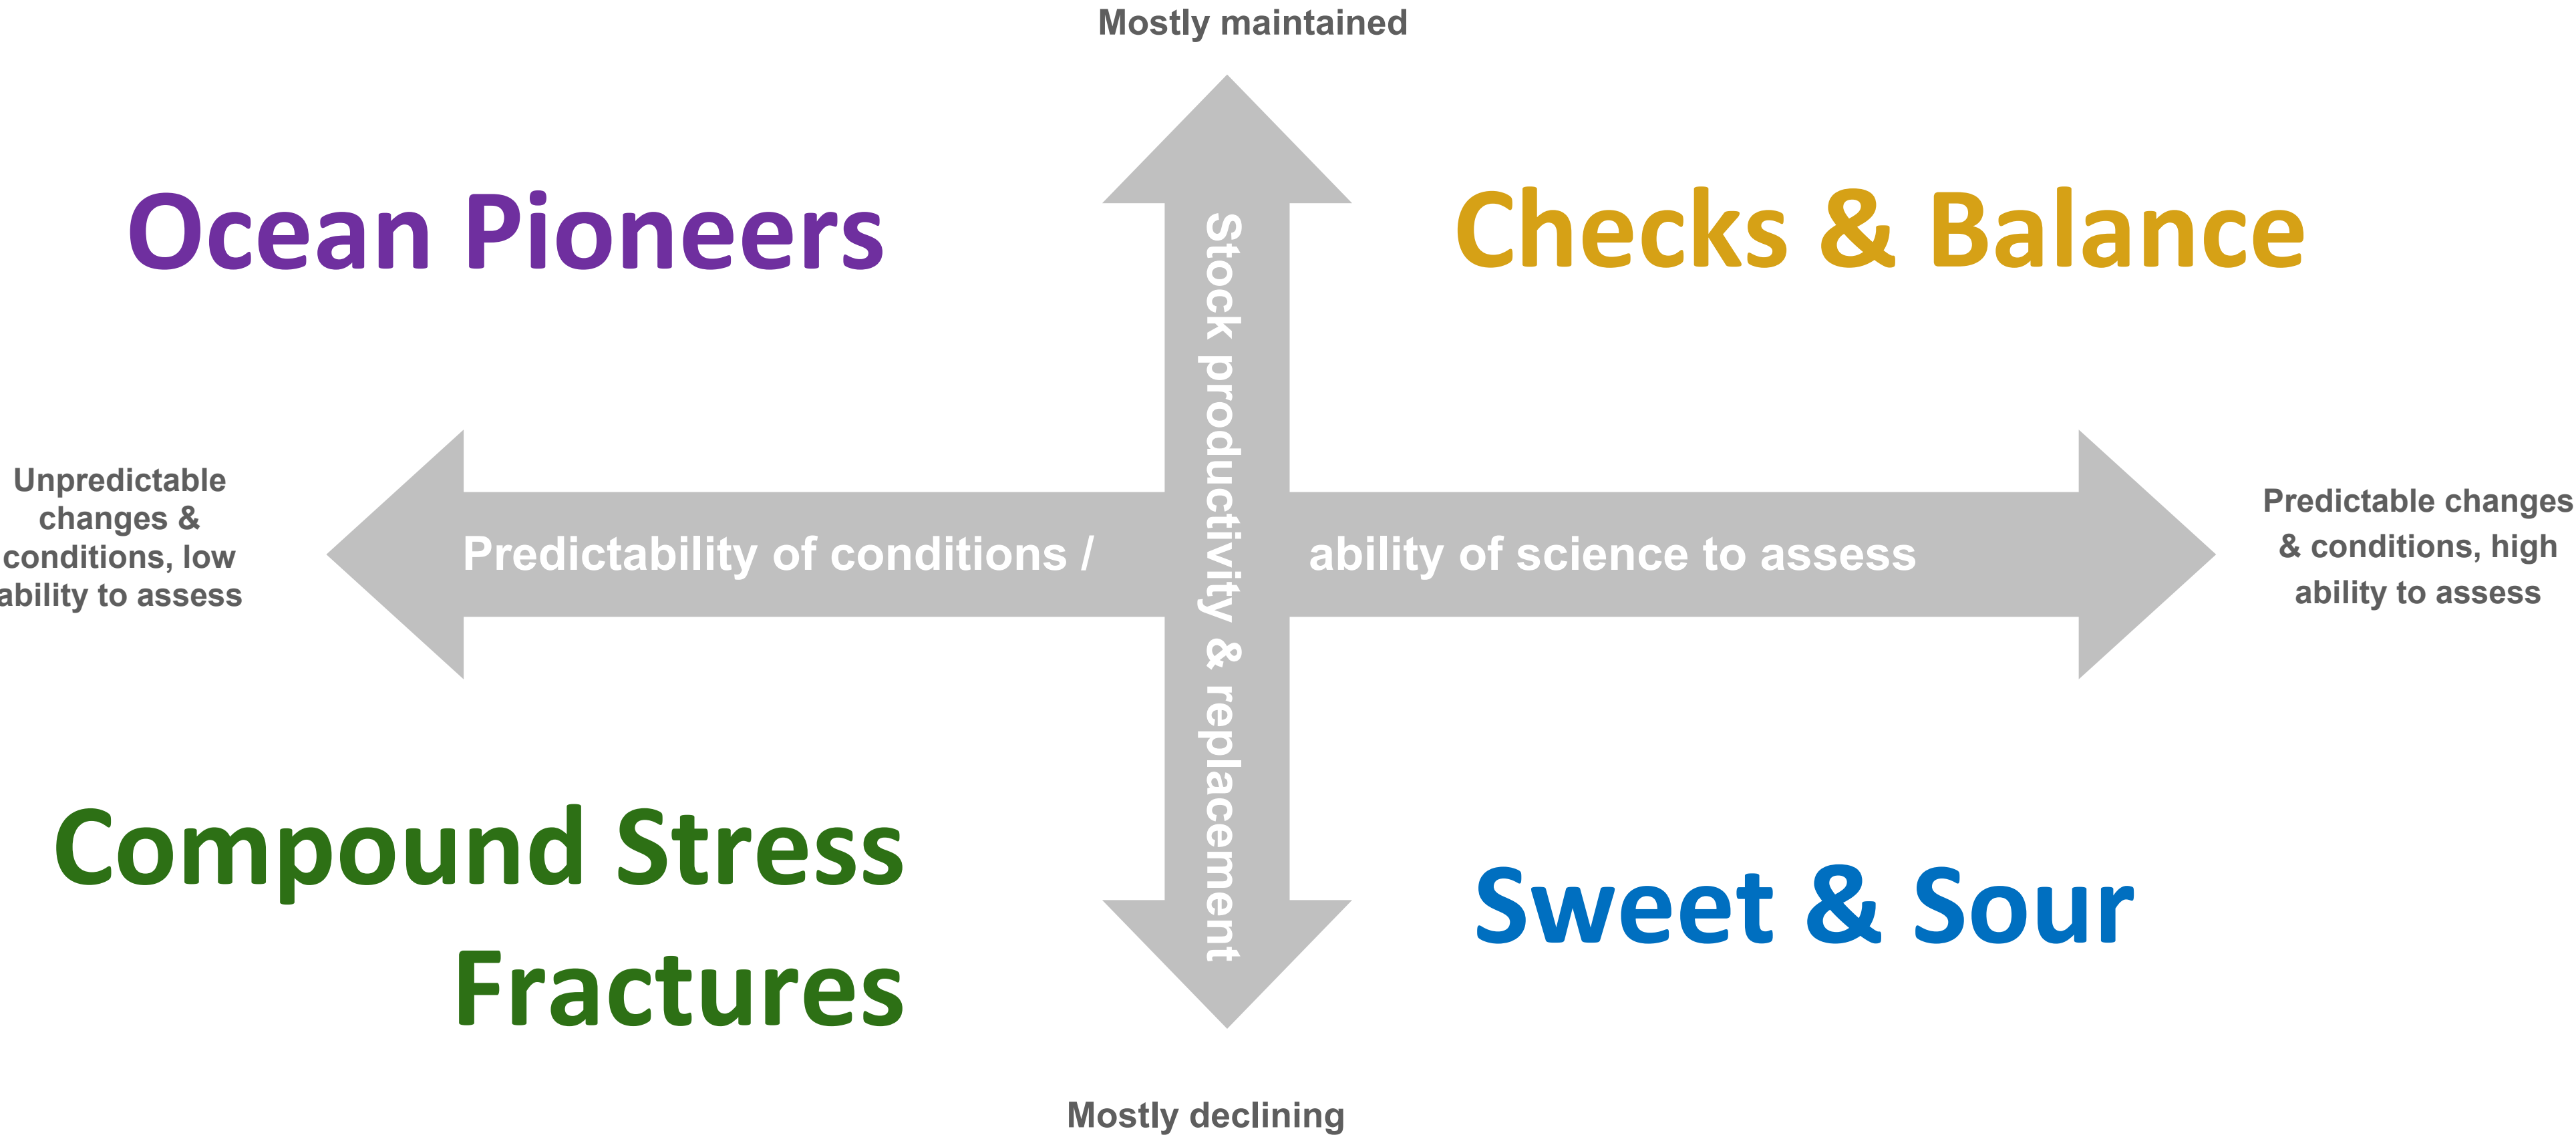 Mostly maintained
Ocean Pioneers
Checks & Balance
Stock productivity & replacement
Unpredictable
changes &
conditions, low
ability to assess
Predictability of conditions /
ability of science to assess
Predictable changes
& conditions, high
ability to assess
Compound Stress
Fractures
Sweet & Sour
Mostly declining